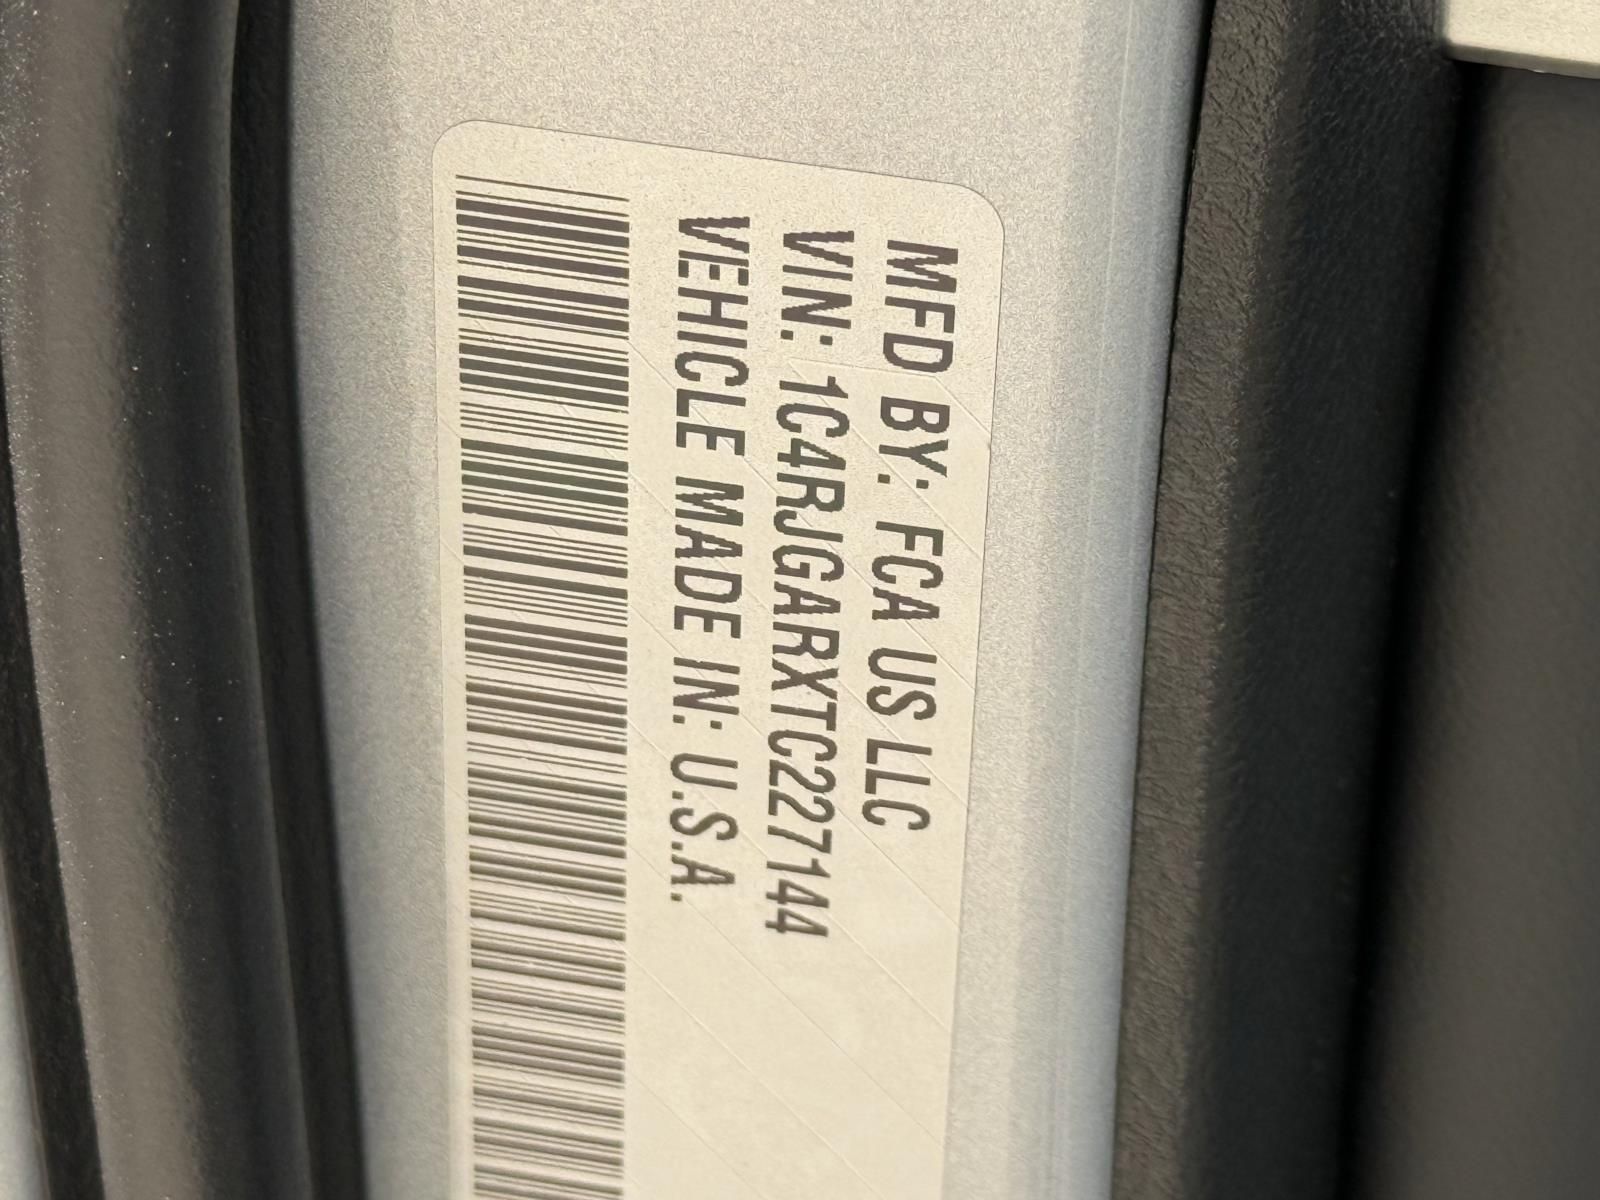 MFD BY: FCA US LLC
VIN: 1C4RJGARXTC227144
VEHICLE MADE IN: U.S.A.